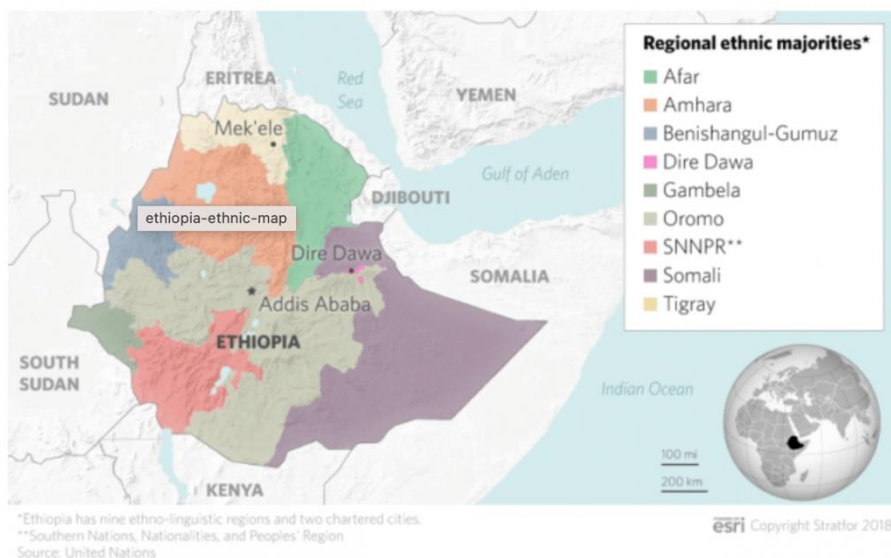 Regional ethnic majorities*
Afar
Amhara
Benishangul-Gumuz
Dire Dawa
Gambela
Oromo
SNNPR**
Somali
Tigray
ERITREA
Red
Sea
SUDAN
YEMEN
Mek'ele
Gulf of Aden
DJIBOUTI
ethiopia-ethnic-map
Dire Dawa
SOMALIA
Addis Ababa
ETHIOPIA
SOUTH
SUDAN
Indian Ocean
100 mi
200 km
KENYA
*Ethiopia has nine ethno-linguistic regions and two chartered cities.
**Southern Nations, Nationalities, and Peoples' Region
Source: United Nations
esri Copyright Stratfor 2018